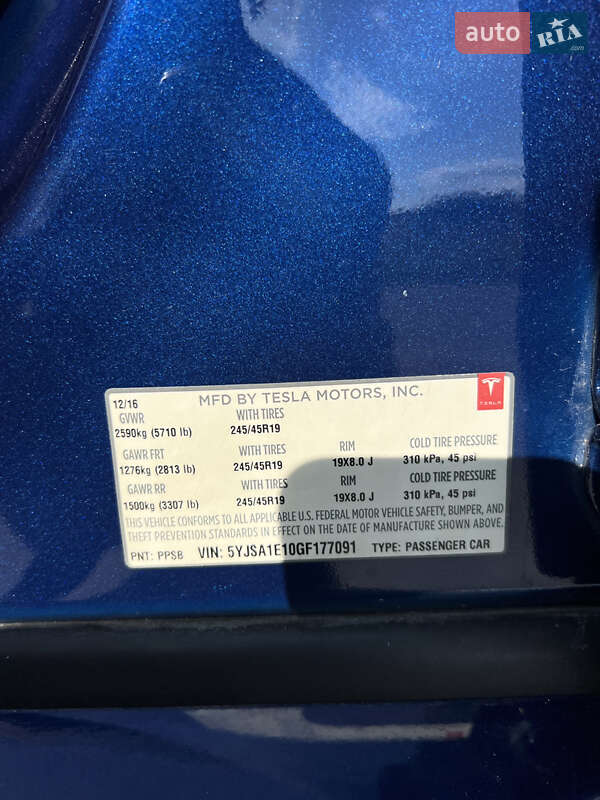 auto RIA .com
MFD BY TESLA MOTORS, INC.
12/16
GVWR WITH TIRES
2590kg (5710 lb) 245/45R19
GAWR FRT WITH TIRES RIM COLD TIRE PRESSURE
1276kg (2813 lb) 245/45R19 19X8.0 J 310 kPa, 45 psi
GAWR RR WITH TIRES RIM COLD TIRE PRESSURE
1500kg (3307 lb) 245/45R19 19X8.0 J 310 kPa, 45 psi
THIS VEHICLE CONFORMS TO ALL APPLICABLE U.S. FEDERAL MOTOR VEHICLE SAFETY, BUMPER, AND
THEFT PREVENTION STANDARDS IN EFFECT ON THE DATE OF MANUFACTURE SHOWN ABOVE.
PNT: PPSB VIN: 5YJSA1E10GF177091 TYPE: PASSENGER CAR
TESLA